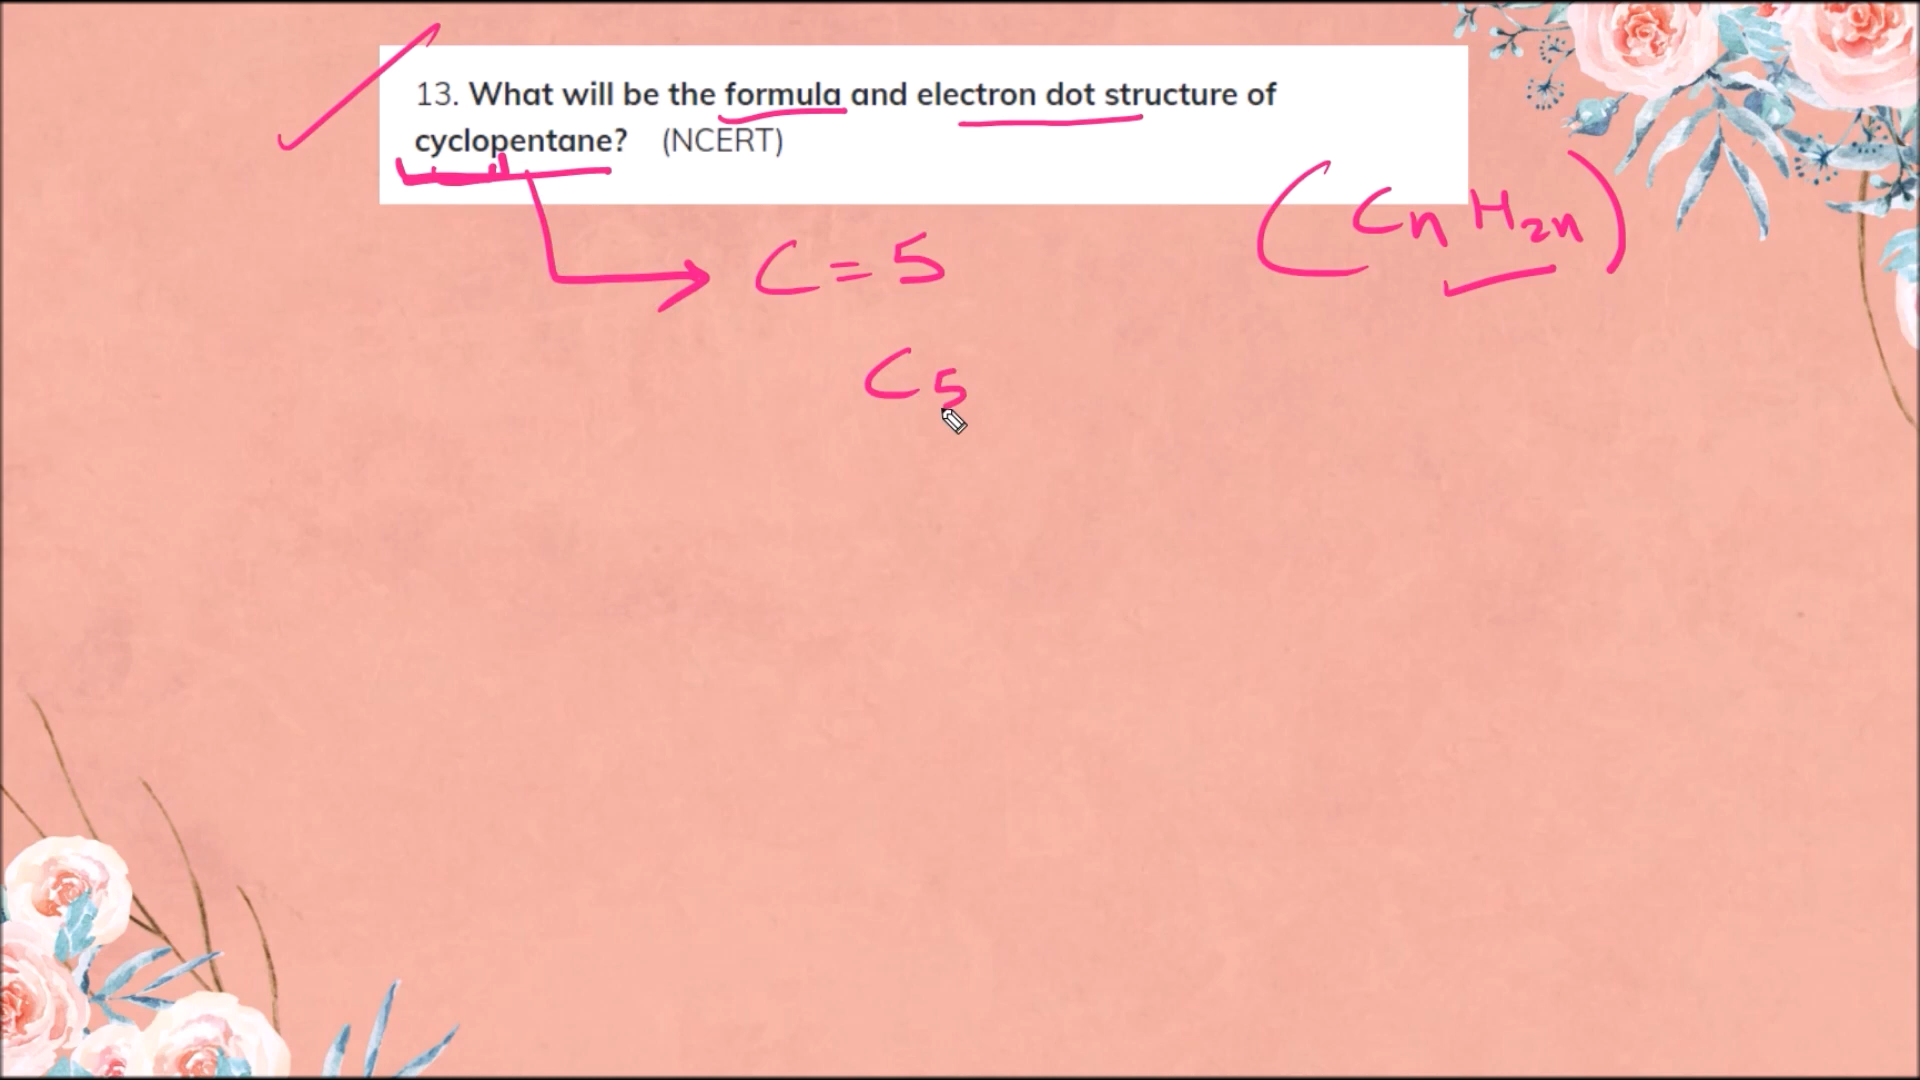 13. What will be the formula and electron dot structure of
cyclopentane? (NCERT)
(CnH2n)
C = 5
C5